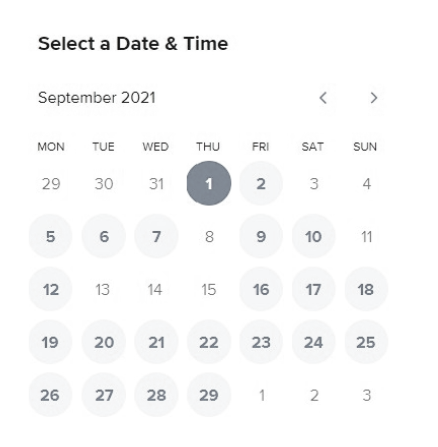 Select a Date & Time
September 2021
MON TUE WED THU FRI SAT SUN
29 30 31 1 2 3 4
5 6 7 8 9 10 11
12 13 14 15 16 17 18
19 20 21 22 23 24 25
26 27 28 29 1 2 3